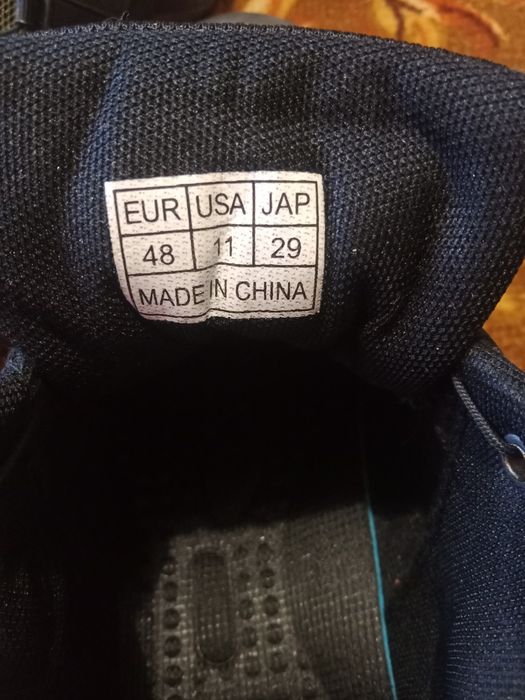 EUR USA JAP
48 11 29
MADE IN CHINA